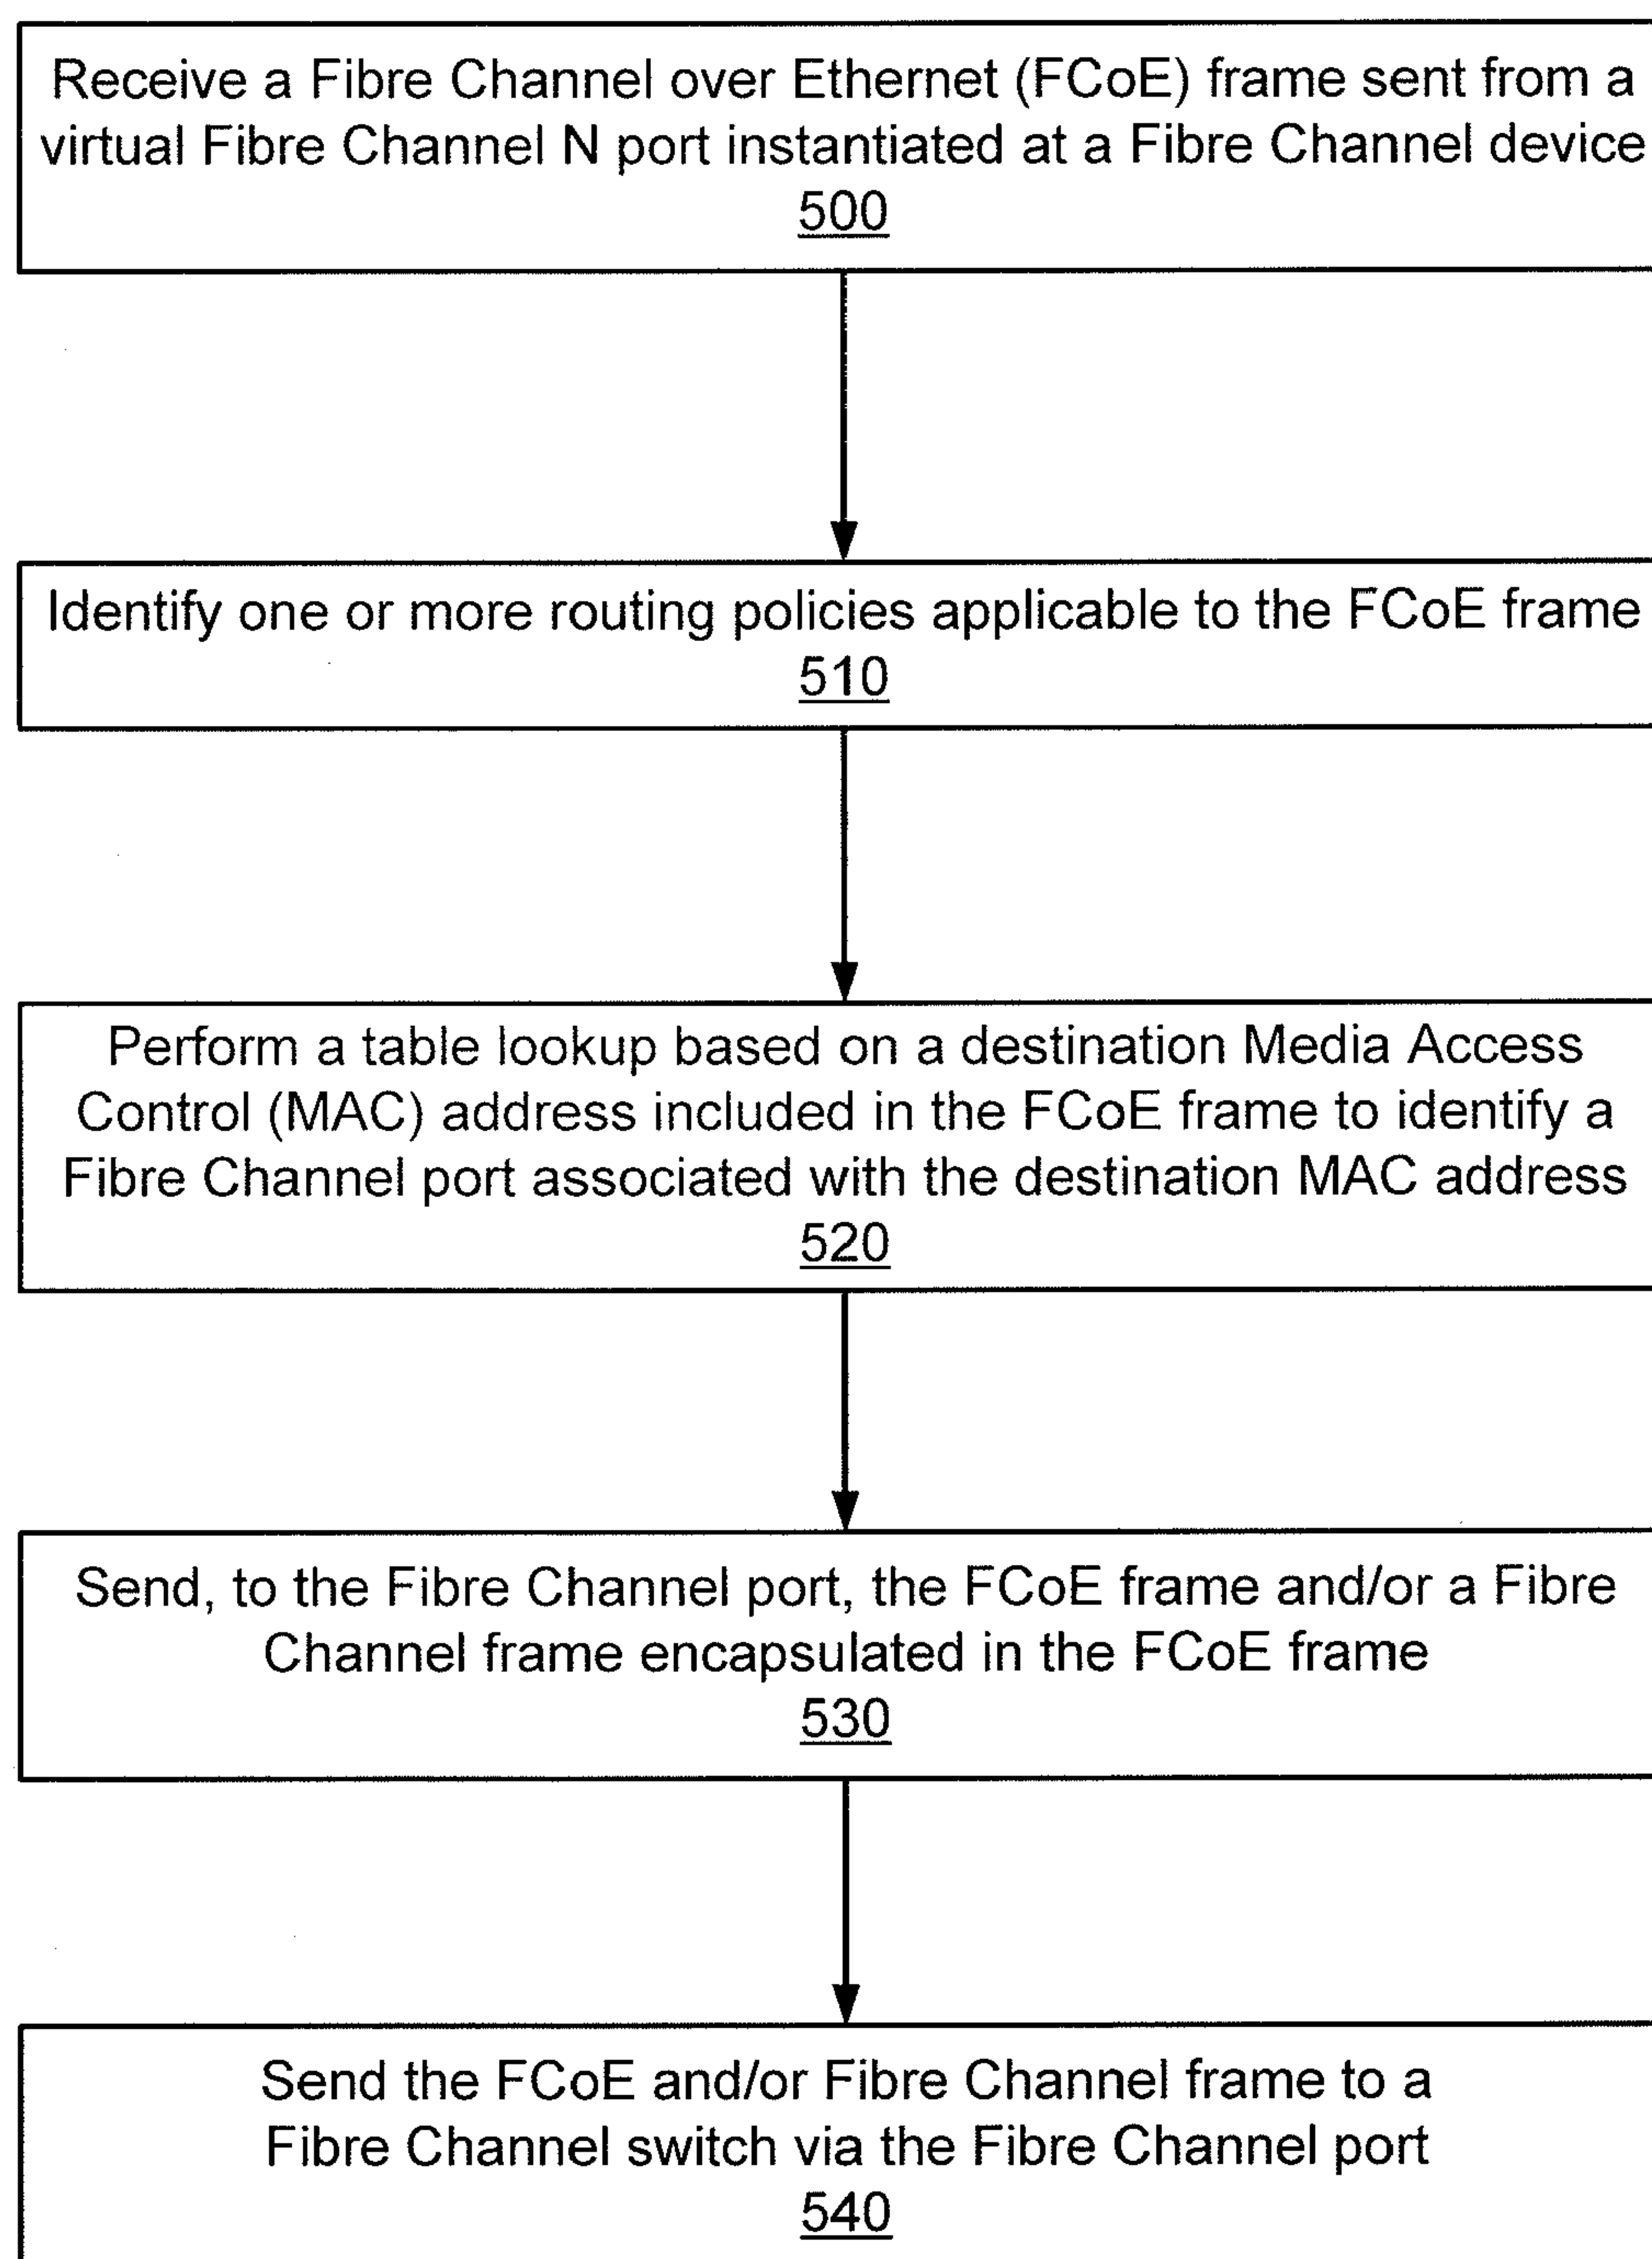 Receive a Fibre Channel over Ethernet (FCoE) frame sent from a
virtual Fibre Channel N port instantiated at a Fibre Channel device
500
Identify one or more routing policies applicable to the FCoE frame
510
Perform a table lookup based on a destination Media Access
Control (MAC) address included in the FCoE frame to identify a
Fibre Channel port associated with the destination MAC address
520
Send, to the Fibre Channel port, the FCoE frame and/or a Fibre
Channel frame encapsulated in the FCoE frame
530
Send the FCoE and/or Fibre Channel frame to a
Fibre Channel switch via the Fibre Channel port
540